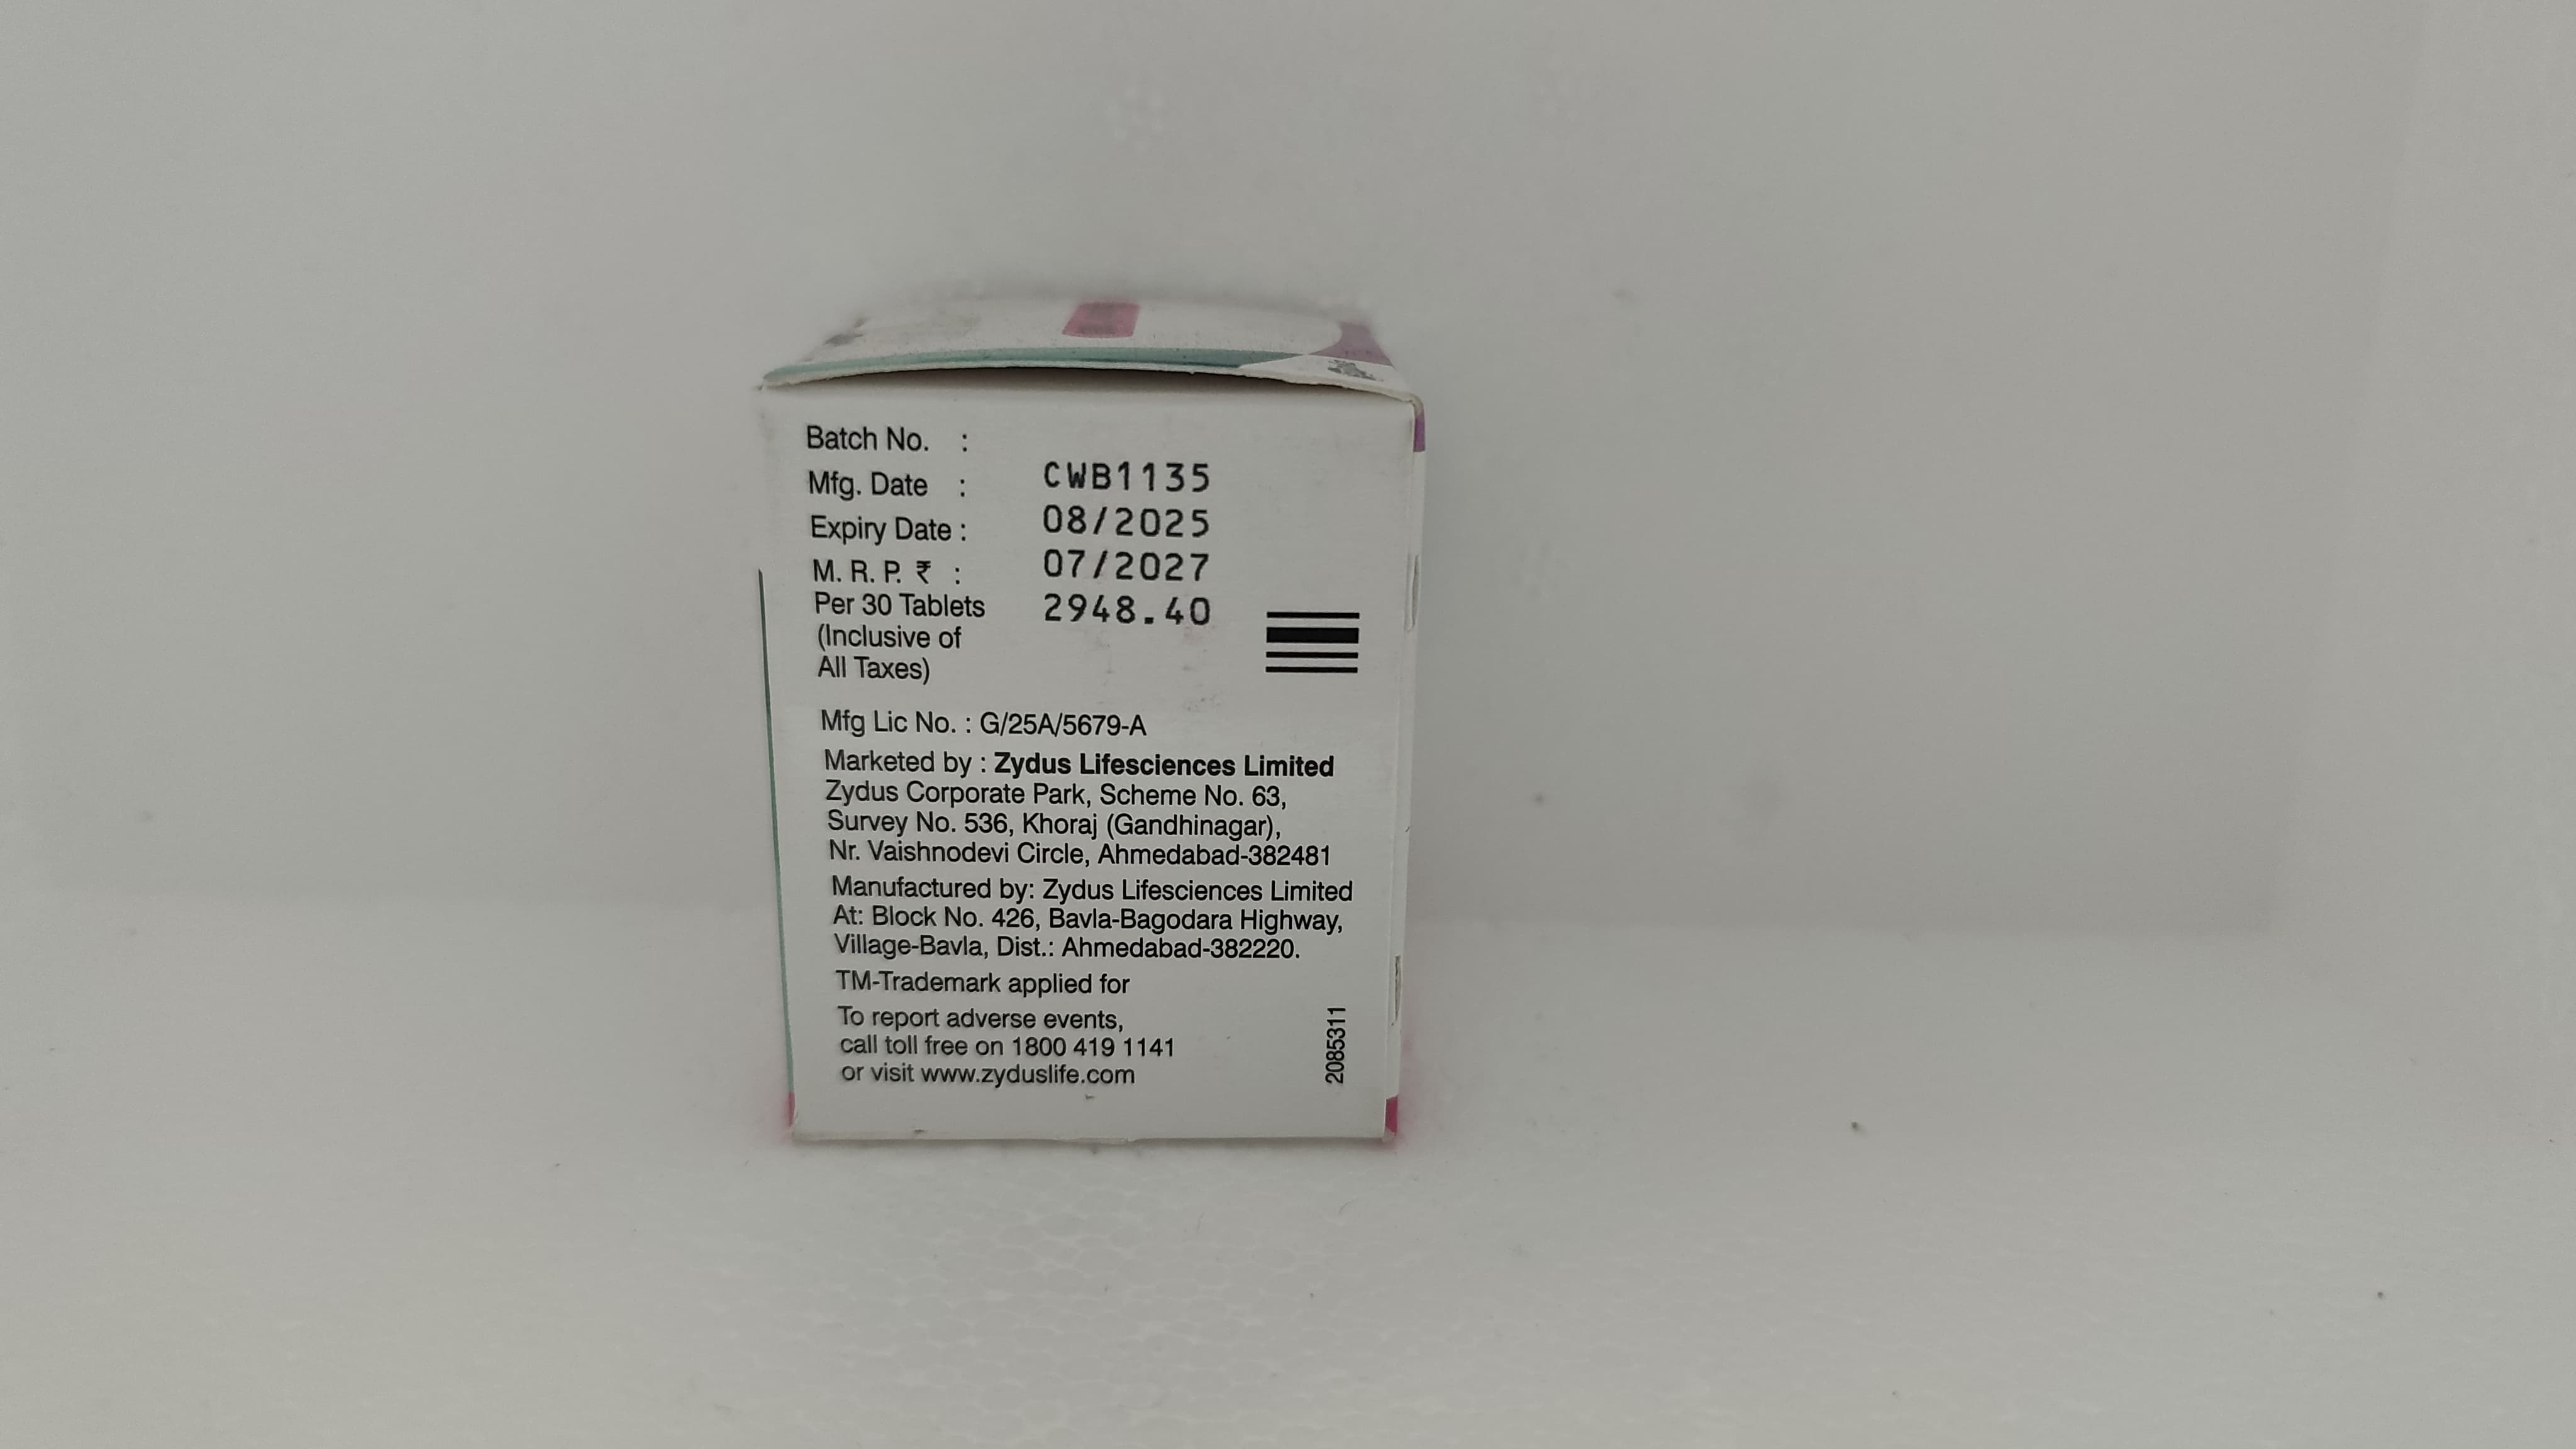 Batch No. :
CWB1135
Mfg. Date :
08/2025
Expiry Date :
07/2027
M. R. P. ₹ :
2948.40
Per 30 Tablets
(Inclusive of
All Taxes)
Mfg Lic No. : G/25A/5679-A
Marketed by : Zydus Lifesciences Limited
Zydus Corporate Park, Scheme No. 63,
Survey No. 536, Khoraj (Gandhinagar),
Nr. Vaishnodevi Circle, Ahmedabad-382481
Manufactured by: Zydus Lifesciences Limited
At: Block No. 426, Bavla-Bagodara Highway,
Village-Bavla, Dist.: Ahmedabad-382220.
TM-Trademark applied for
To report adverse events,
call toll free on 1800 419 1141
or visit www.zyduslife.com
2085311